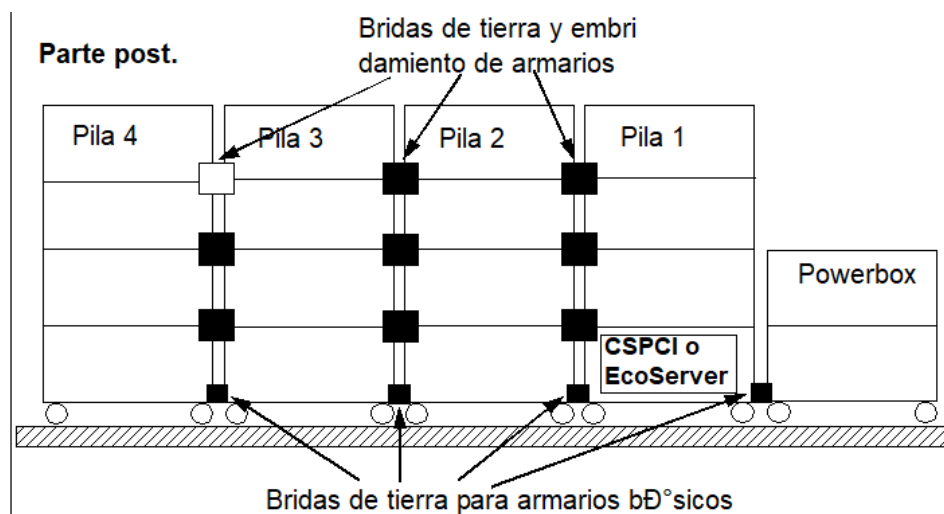 Bridas de tierra y embri
damiento de armarios
Parte post.
Pila 4
Pila 3
Pila 2
Pila 1
Powerbox
CSPCI o
EcoServer
Bridas de tierra para armarios bĐ°sicos